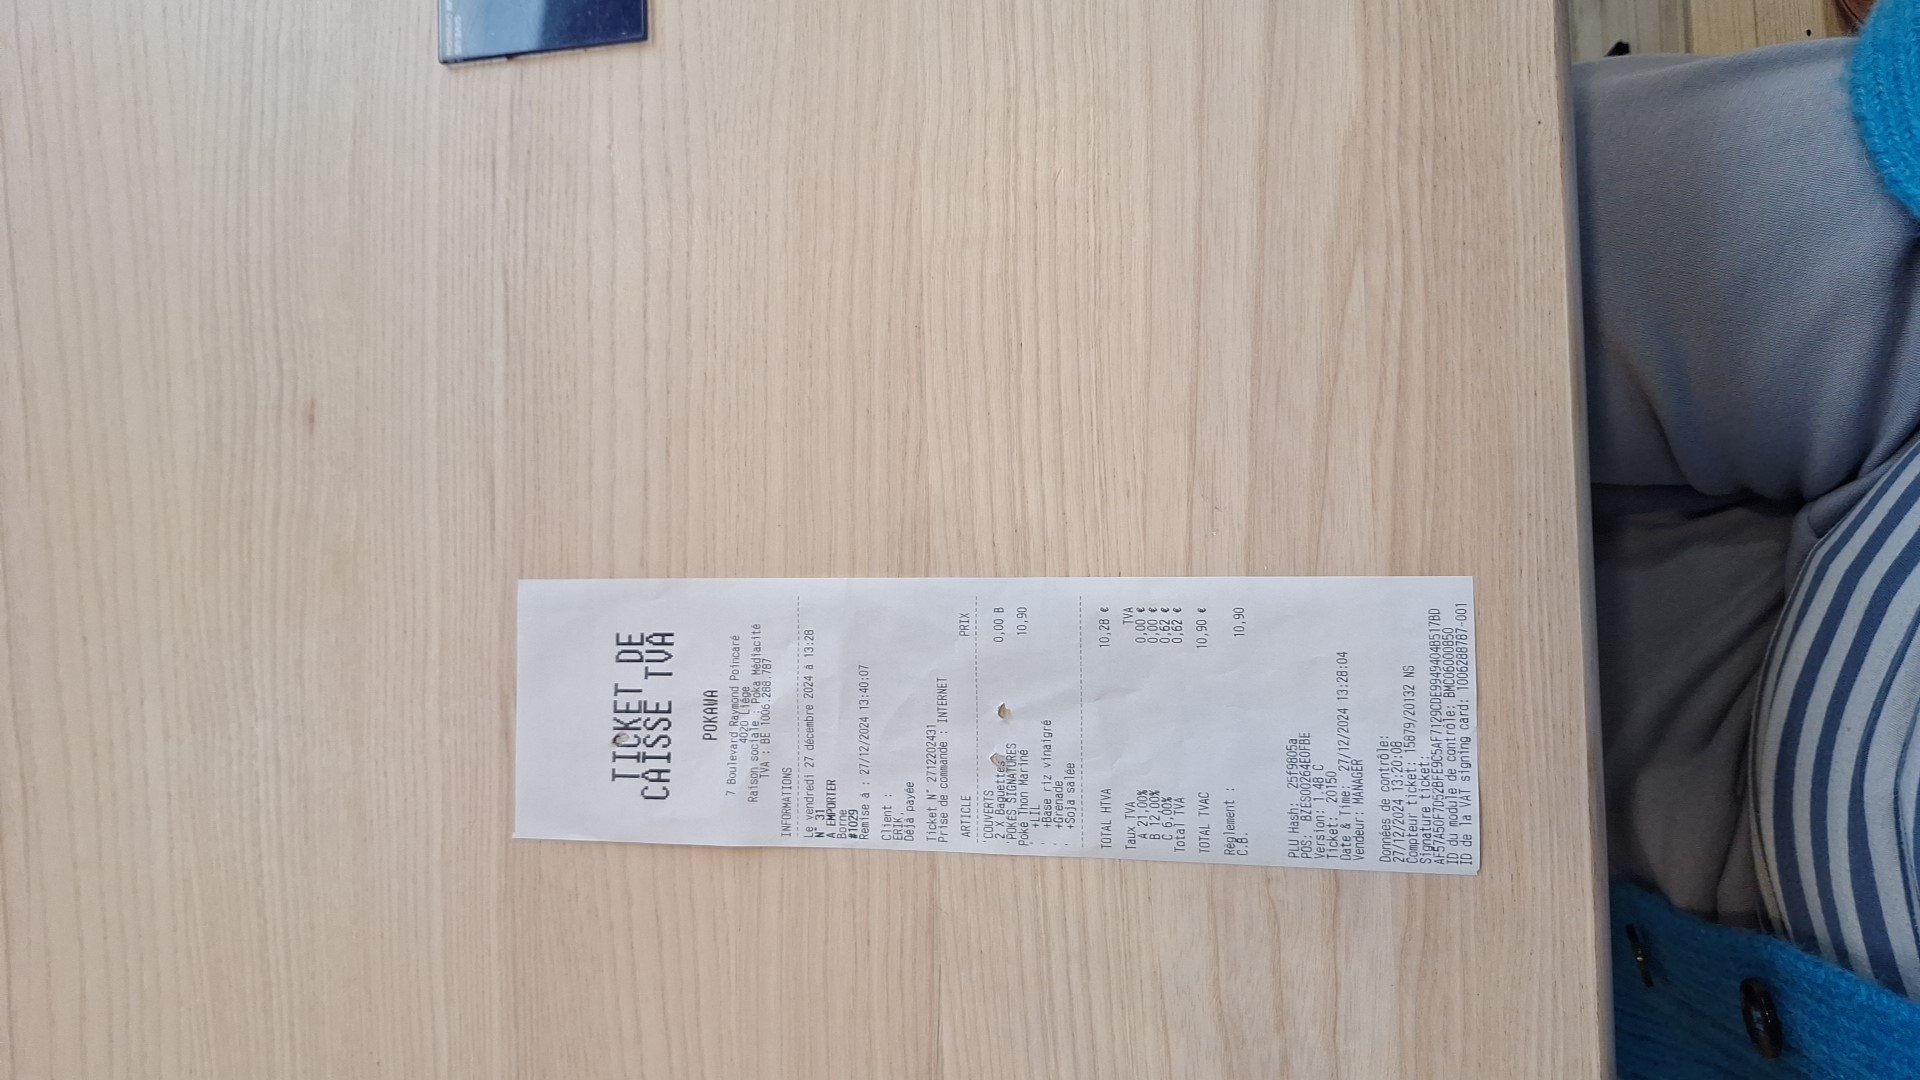 TICKET DE
CAISSE TVA
POKAWA
7 Boulevard Raymond Poincaré
4020 Liège
Raison sociale : Poka Médiacité
TVA : BE 1006.288.787
INFORMATIONS
Le vendredi 27 décembre 2024 à 13:28
N° 31
A EMPORTER
Borne
#1029
Remise à : 27/12/2024 13:40:07
Client :
ERIK,
Déjà payée
Ticket N° 2712202431
Prise de commande : INTERNET
ARTICLE PRIX
'COUVERTS
2 X Baguettes 0,00 B
'POKES SIGNATURES
Poké Thon Mariné 10,90
. +LIL
: +Base riz vinaigré
. +Grenade
. +Soja salée
TOTAL HTVA 10,28 €
Taux TVA TVA
A 21,00% 0,00 €
B 12,00% 0,00 €
C 6,00% 0,62 €
Total TVA 0,62 €
TOTAL TVAC 10,90 €
Règlement :
C.B. 10,90
PLU Hash: 25f9805a
POS: BZES00264E0FBE
Version: 1.48 C
Ticket: 20150
Date & Time: 27/12/2024 13:28:04
Vendeur: MANAGER
Données de contrôle:
27/12/2024 13:20:08
Compteur ticket: 15879/20132 NS
Signature ticket:
ID du module de contrôle: BMC06000850
ID de la VAT signing card: 1006288787-001